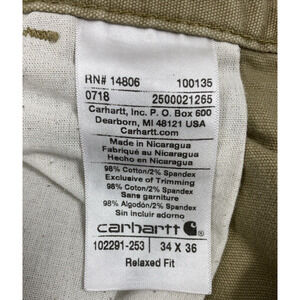 RN# 14806 100135
0718 2500021265
Carhartt, Inc. P.O. Box 600
Dearborn, MI 48121 USA
Carhartt.com
Made in Nicaragua
Fabriqué au Nicaragua
Hecho en Nicaragua
98% Cotton/2% Spandex
Exclusive of Trimming
98% Coton/2% Spandex
Sans garniture
98% Algodón/2% Spandex
Sin incluir adorno
carhartt
102291-253 34 X 36
Relaxed Fit